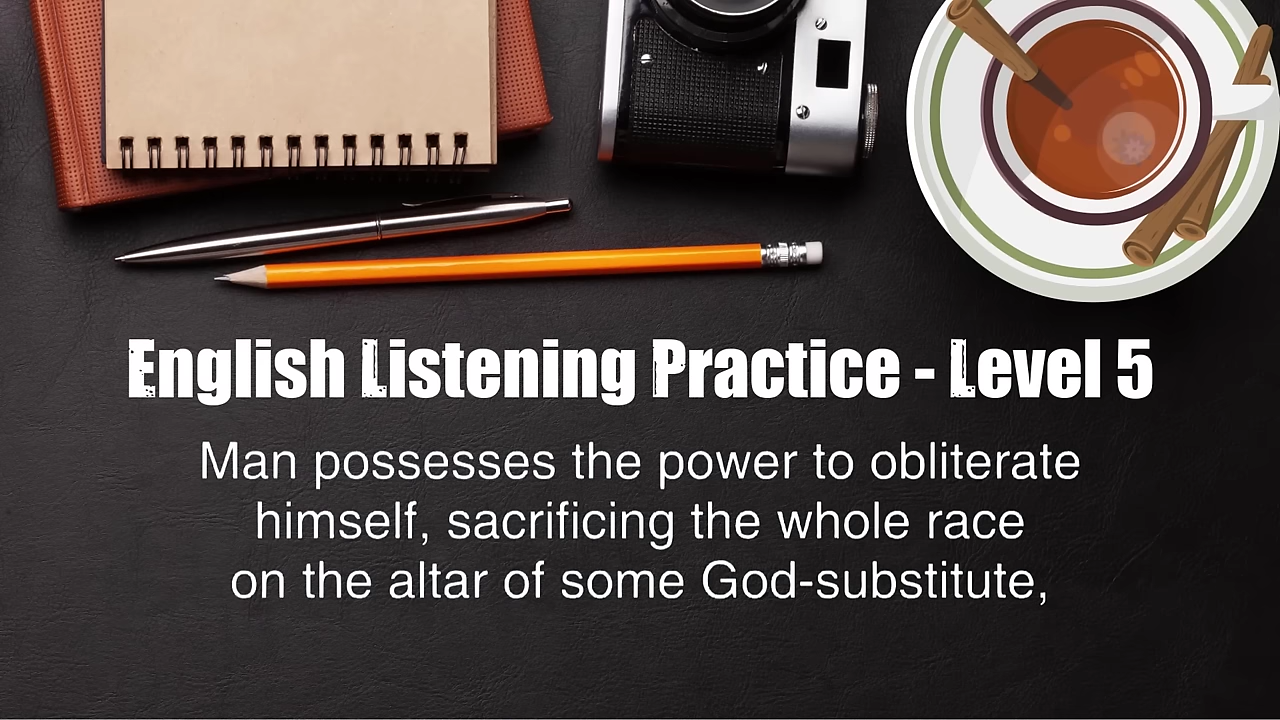 English Listening Practice - Level 5
Man possesses the power to obliterate
himself, sacrificing the whole race
on the altar of some God-substitute,